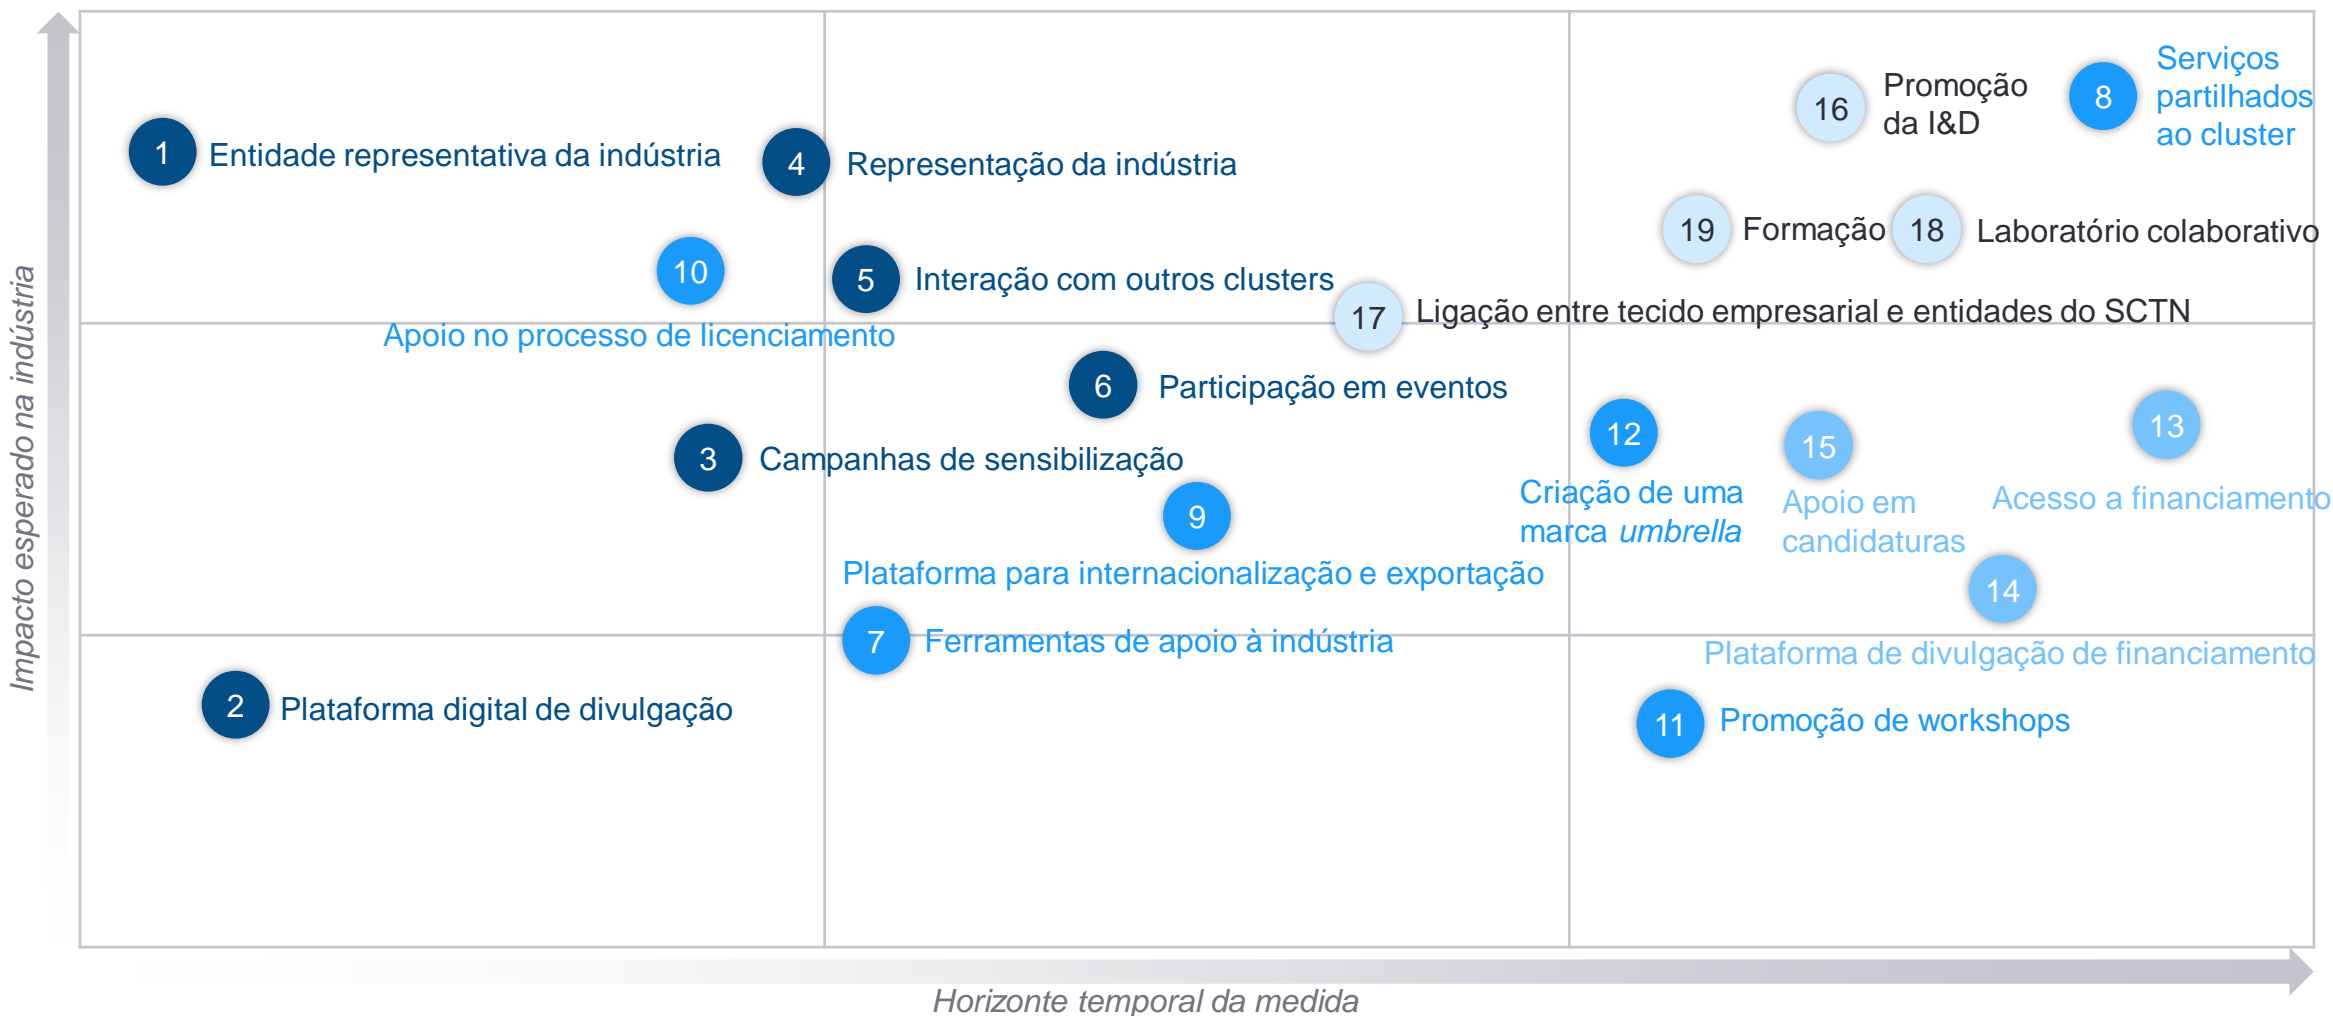 Impacto esperado na indústria
1
Entidade representativa da indústria
4
Representação da indústria
16
Promoção
da I&D
8
Serviços
partilhados
ao cluster
10
Apoio no processo de licenciamento
5
Interação com outros clusters
19
Formação
18
Laboratório colaborativo
17
Ligação entre tecido empresarial e entidades do SCTN
6
Participação em eventos
3
Campanhas de sensibilização
12
Criação de uma
marca umbrella
15
Apoio em
candidaturas
13
Acesso a financiamento
9
Plataforma para internacionalização e exportação
14
Plataforma de divulgação de financiamento
7
Ferramentas de apoio à indústria
2
Plataforma digital de divulgação
11
Promoção de workshops
Horizonte temporal da medida